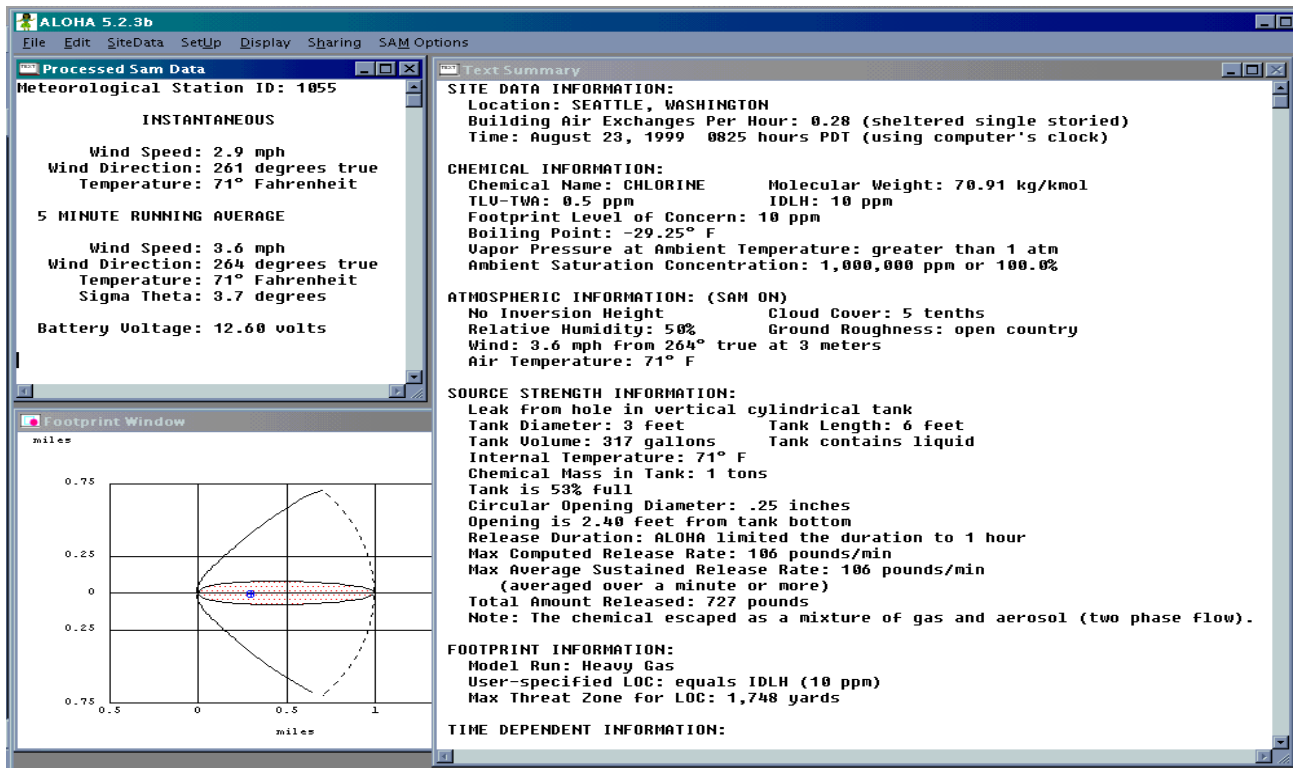 ALOHA 5.2.3b
File Edit SiteData SetUp Display Sharing SAM Options
Processed Sam Data
Meteorological Station ID: 1055
INSTANTANEOUS
Wind Speed: 2.9 mph
Wind Direction: 261 degrees true
Temperature: 71° Fahrenheit
5 MINUTE RUNNING AVERAGE
Wind Speed: 3.6 mph
Wind Direction: 264 degrees true
Temperature: 71° Fahrenheit
Sigma Theta: 3.7 degrees
Battery Voltage: 12.60 volts
Footprint Window
miles
0.75
0.25
0
0.25
0.75
0.5 0 0.5 1
miles
Text Summary
SITE DATA INFORMATION:
Location: SEATTLE, WASHINGTON
Building Air Exchanges Per Hour: 0.28 (sheltered single storied)
Time: August 23, 1999 0825 hours PDT (using computer's clock)
CHEMICAL INFORMATION:
Chemical Name: CHLORINE Molecular Weight: 70.91 kg/kmol
TLV-TWA: 0.5 ppm IDLH: 10 ppm
Footprint Level of Concern: 10 ppm
Boiling Point: -29.25° F
Vapor Pressure at Ambient Temperature: greater than 1 atm
Ambient Saturation Concentration: 1,000,000 ppm or 100.0%
ATMOSPHERIC INFORMATION: (SAM ON)
No Inversion Height Cloud Cover: 5 tenths
Relative Humidity: 50% Ground Roughness: open country
Wind: 3.6 mph from 264° true at 3 meters
Air Temperature: 71° F
SOURCE STRENGTH INFORMATION:
Leak from hole in vertical cylindrical tank
Tank Diameter: 3 feet Tank Length: 6 feet
Tank Volume: 317 gallons Tank contains liquid
Internal Temperature: 71° F
Chemical Mass in Tank: 1 tons
Tank is 53% full
Circular Opening Diameter: .25 inches
Opening is 2.40 feet from tank bottom
Release Duration: ALOHA limited the duration to 1 hour
Max Computed Release Rate: 106 pounds/min
Max Average Sustained Release Rate: 106 pounds/min
(averaged over a minute or more)
Total Amount Released: 727 pounds
Note: The chemical escaped as a mixture of gas and aerosol (two phase flow).
FOOTPRINT INFORMATION:
Model Run: Heavy Gas
User-specified LOC: equals IDLH (10 ppm)
Max Threat Zone for LOC: 1,748 yards
TIME DEPENDENT INFORMATION: